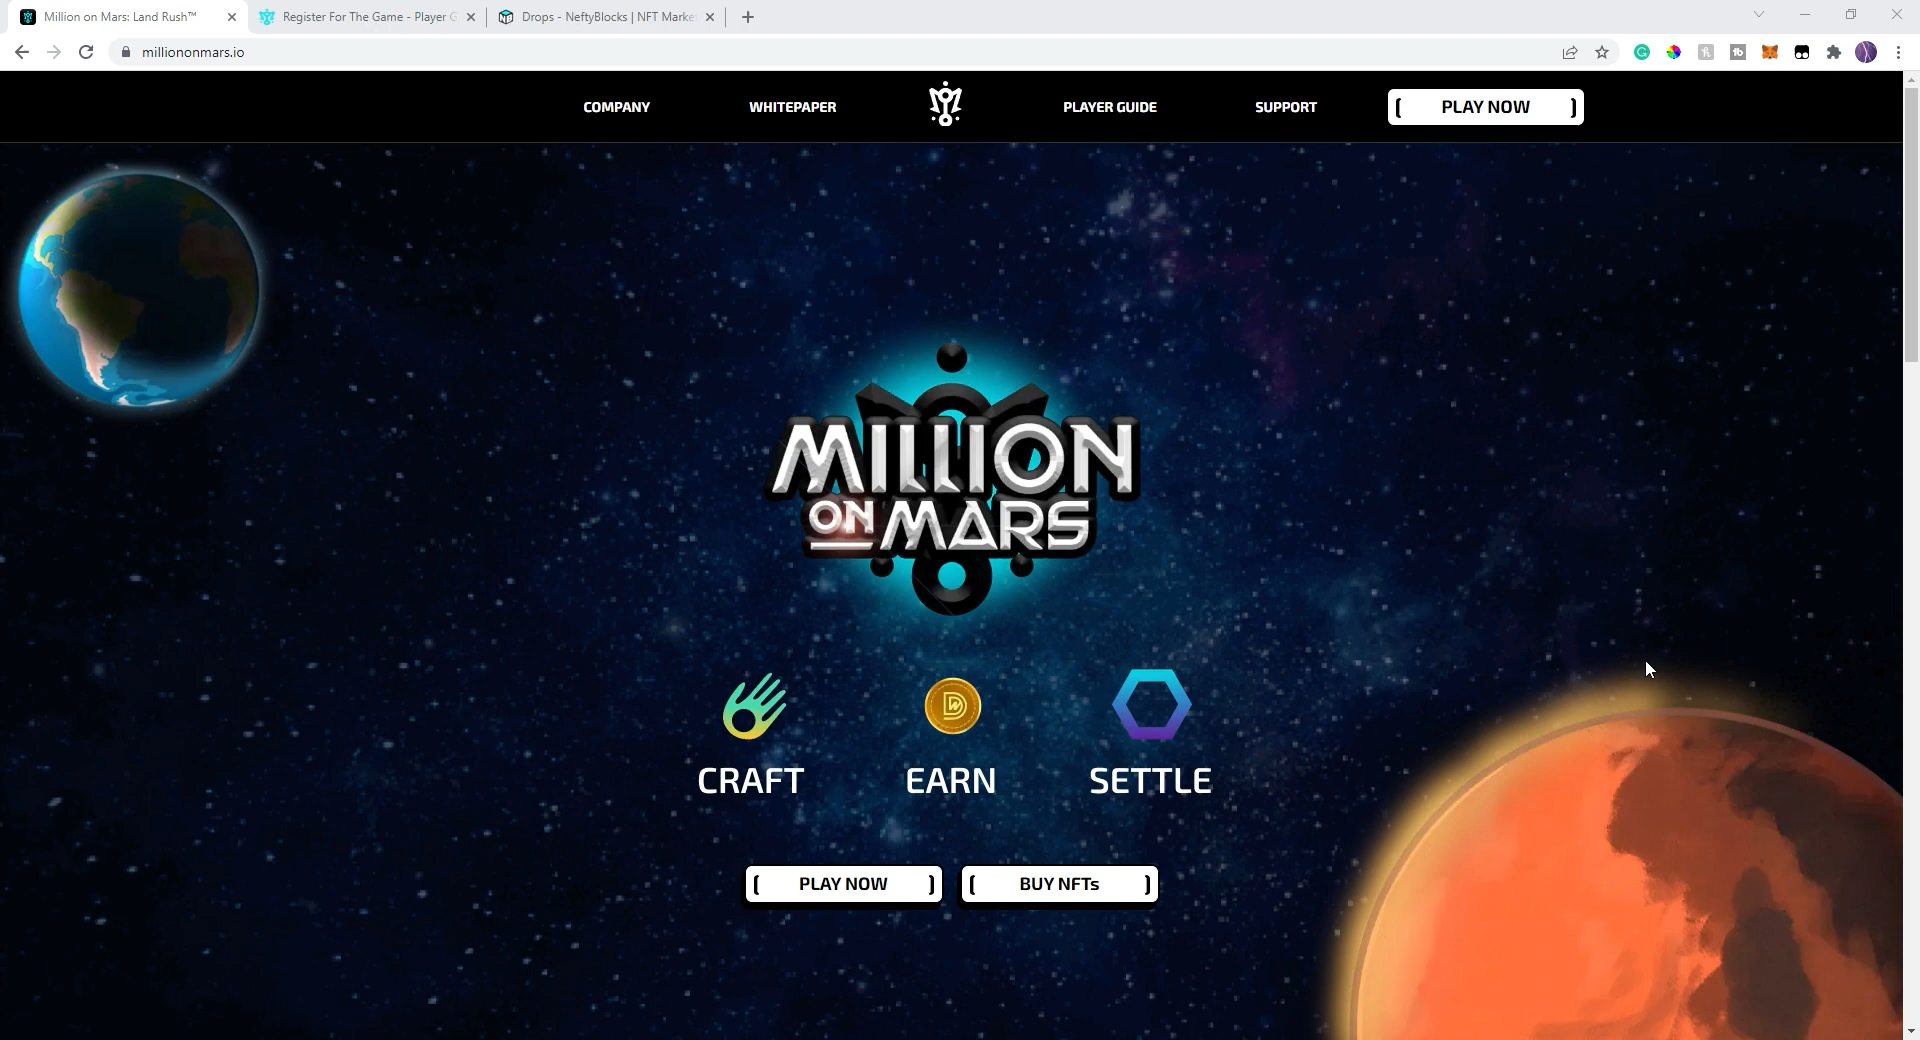 Million on Mars: Land Rush™
Register For The Game - Player G
Drops - NeftyBlocks | NFT Marke
milliononmars.io
COMPANY
WHITEPAPER
PLAYER GUIDE
SUPPORT
[ PLAY NOW ]
MILLION
ON MARS
CRAFT
EARN
SETTLE
[ PLAY NOW ]
[ BUY NFTs ]